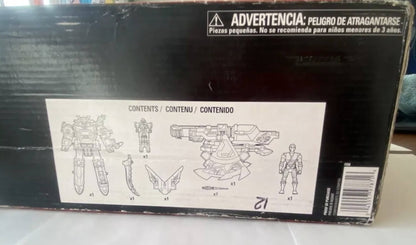 ADVERTENCIA: PELIGRO DE ATRAGANTARSE.
Piezas pequeñas. No se recomienda para niños menores de 3 años.
CONTENTS / CONTENU / CONTENIDO
x1
x1
x1
x1
x1
x1
12